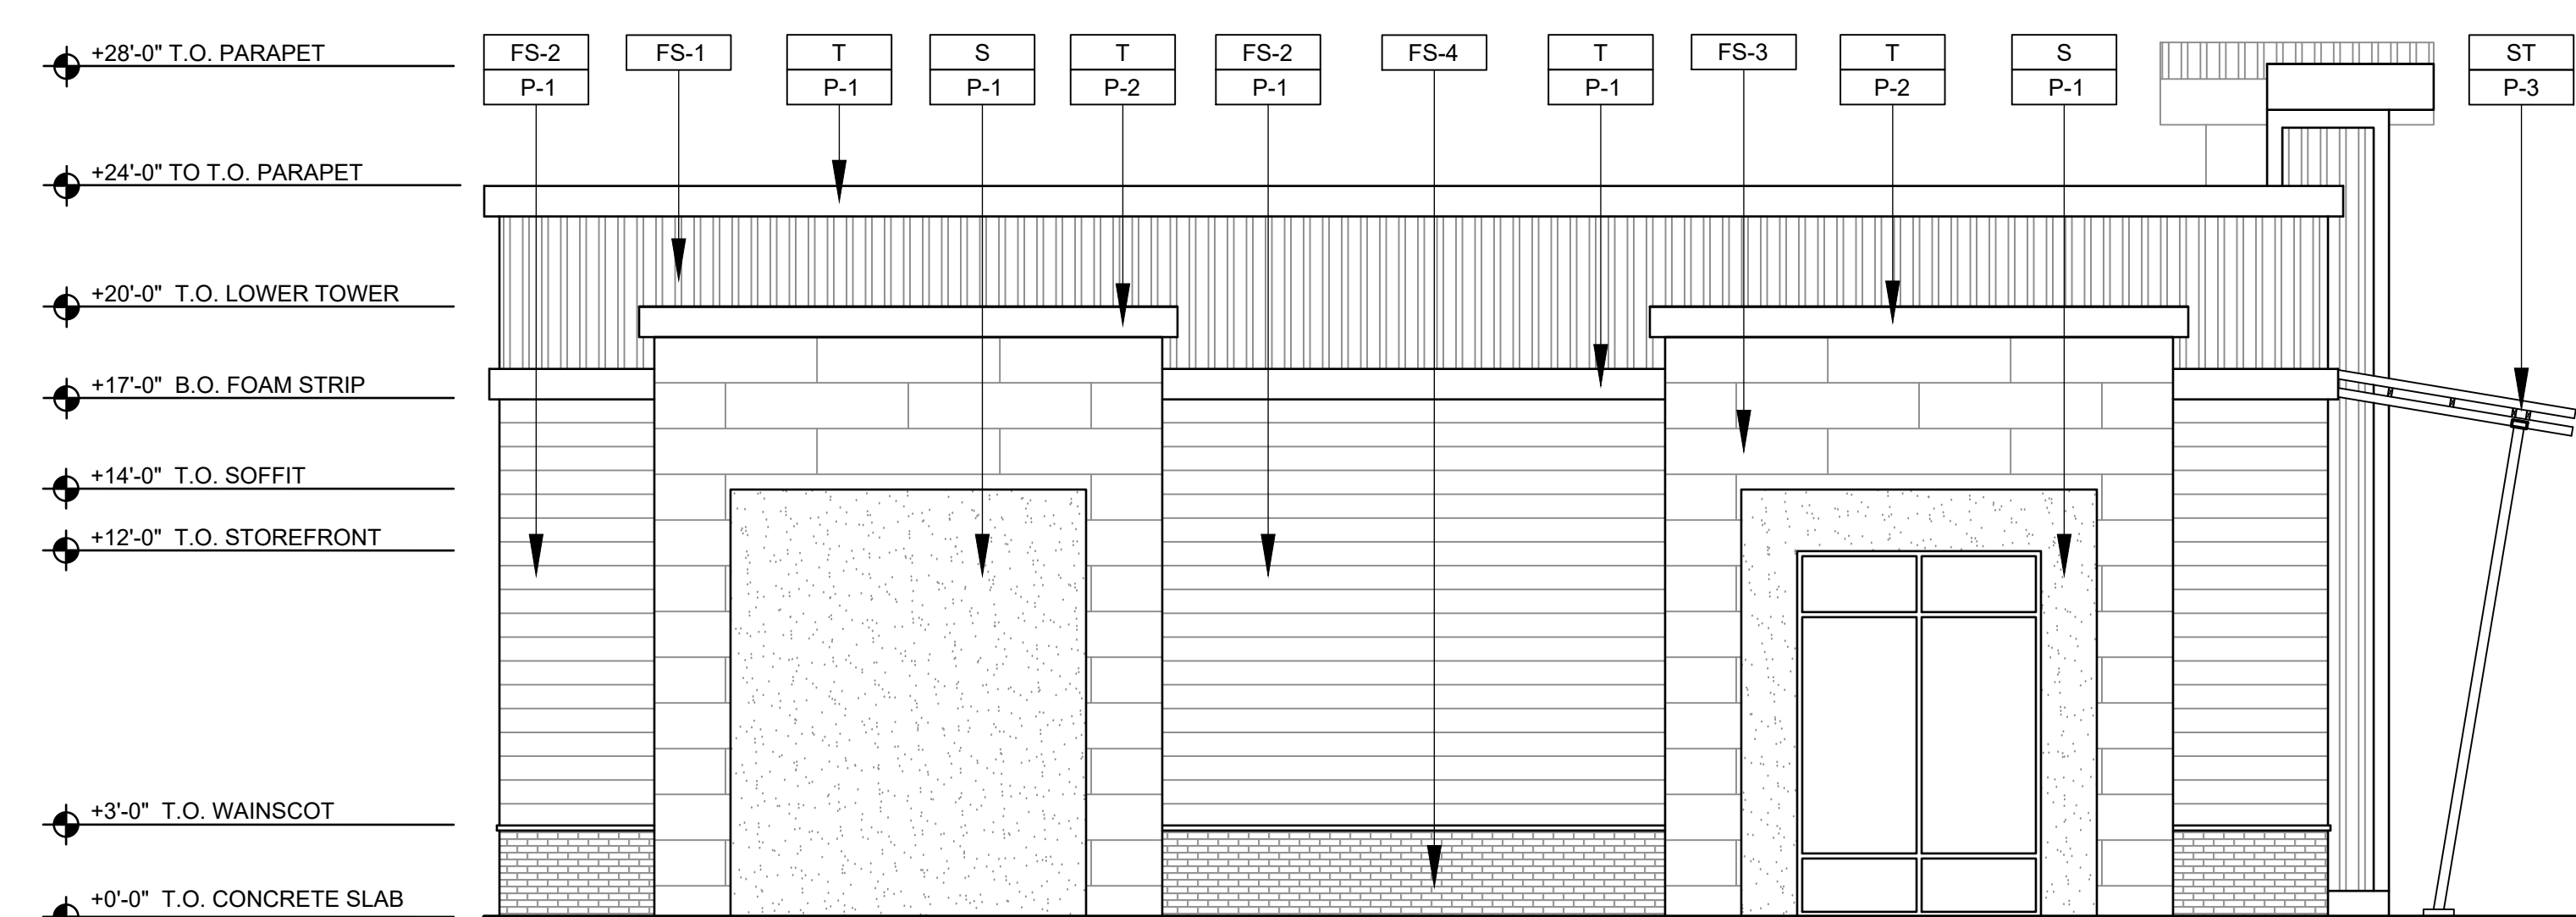 +28'-0" T.O. PARAPET
FS-2
P-1
FS-1
T
P-1
S
P-1
T
P-2
FS-2
P-1
FS-4
T
P-1
FS-3
T
P-2
S
P-1
ST
P-3
+24'-0" TO T.O. PARAPET
+20'-0" T.O. LOWER TOWER
+17'-0" B.O. FOAM STRIP
+14'-0" T.O. SOFFIT
+12'-0" T.O. STOREFRONT
+3'-0" T.O. WAINSCOT
+0'-0" T.O. CONCRETE SLAB